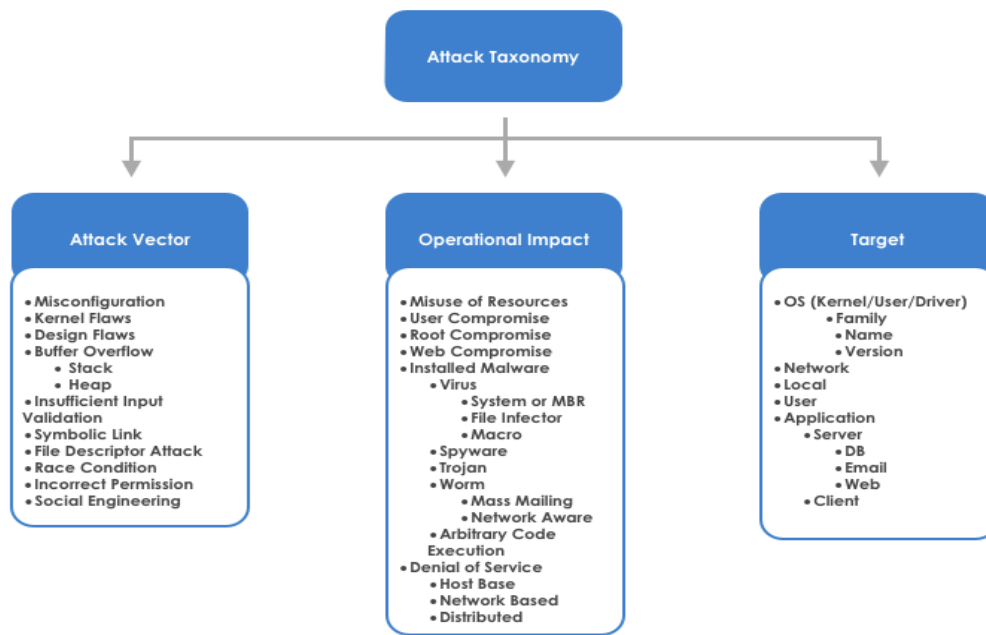 Attack Taxonomy
Attack Vector
• Misconfiguration
• Kernel Flaws
• Design Flaws
• Buffer Overflow
• Stack
• Heap
• Insufficient Input
Validation
• Symbolic Link
• File Descriptor Attack
• Race Condition
• Incorrect Permission
• Social Engineering
Operational Impact
• Misuse of Resources
• User Compromise
• Root Compromise
• Web Compromise
• Installed Malware
• Virus
• System or MBR
• File Infector
• Macro
• Spyware
• Trojan
• Worm
• Mass Mailing
• Network Aware
• Arbitrary Code
Execution
• Denial of Service
• Host Base
• Network Based
• Distributed
Target
• OS (Kernel/User/Driver)
• Family
• Name
• Version
• Network
• Local
• User
• Application
• Server
• DB
• Email
• Web
• Client